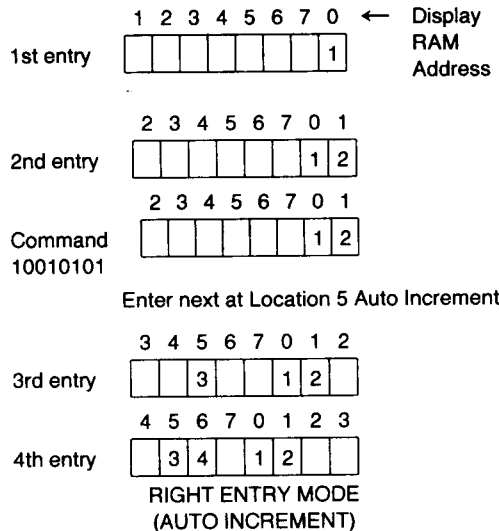 1 2 3 4 5 6 7 0 ← Display
RAM
Address
1st entry 1
2 3 4 5 6 7 0 1
2nd entry 1 2
2 3 4 5 6 7 0 1
Command
10010101 1 2
Enter next at Location 5 Auto Increment
3 4 5 6 7 0 1 2
3rd entry 3 1 2
4 5 6 7 0 1 2 3
4th entry 3 4 1 2
RIGHT ENTRY MODE
(AUTO INCREMENT)